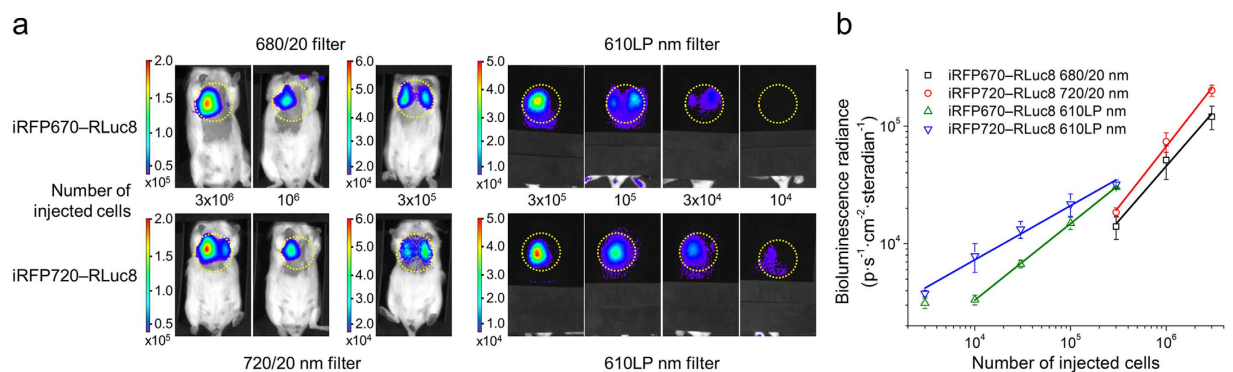 a
680/20 filter
610LP nm filter
2.0
1.5
1.3
1.0
0.6
x10⁵
6.0
5.0
4.0
3.0
2.0
x10⁴
5.0
4.0
3.0
2.0
1.0
x10⁴
iRFP670–RLuc8
Number of
injected cells
3x10⁶
10⁶
3x10⁵
3x10⁵
10⁵
3x10⁴
10⁴
iRFP720–RLuc8
2.0
1.7
1.3
0.9
0.5
x10⁵
6.0
5.0
4.0
3.0
2.0
x10⁴
5.0
4.0
3.0
2.0
1.0
x10⁴
720/20 nm filter
610LP nm filter
b
iRFP670–RLuc8 680/20 nm
iRFP720–RLuc8 720/20 nm
iRFP670–RLuc8 610LP nm
iRFP720–RLuc8 610LP nm
Bioluminescence radiance
(p·s⁻¹·cm⁻²·steradian⁻¹)
10⁵
10⁴
10⁴
10⁵
10⁶
Number of injected cells